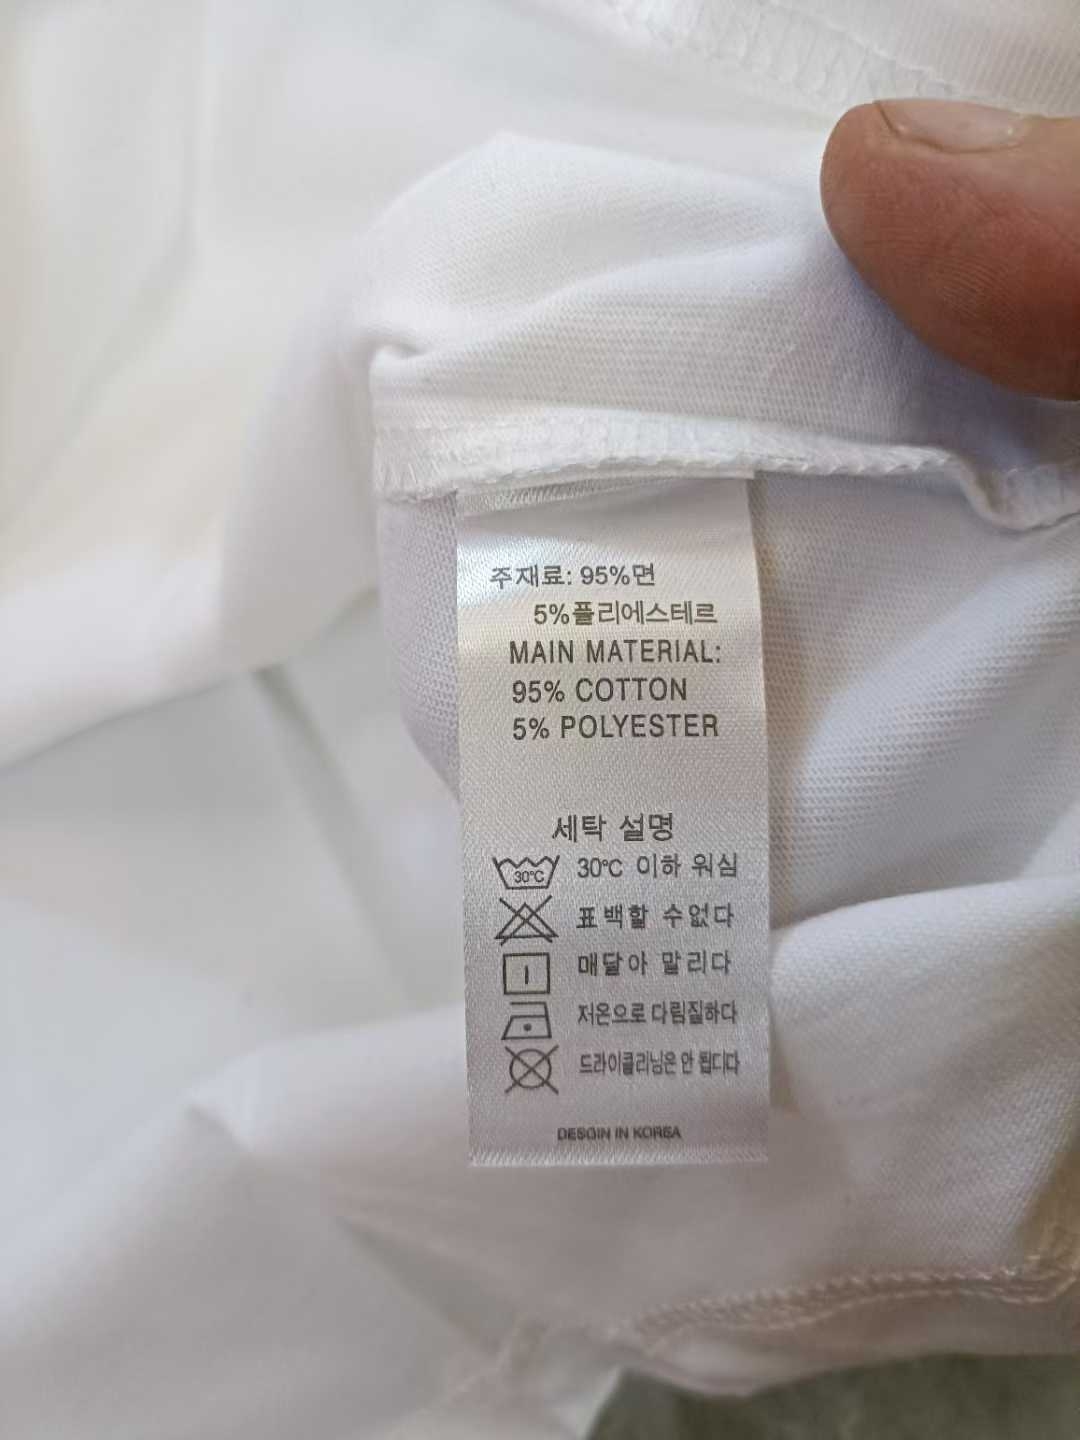 주재료: 95%면
5%폴리에스테르
MAIN MATERIAL:
95% COTTON
5% POLYESTER
세탁 설명
30℃ 30℃ 이하 워싱
표백할 수없다
매달아 말리다
저온으로 다림질하다
드라이클리닝은 안 됩디다
DESGIN IN KOREA